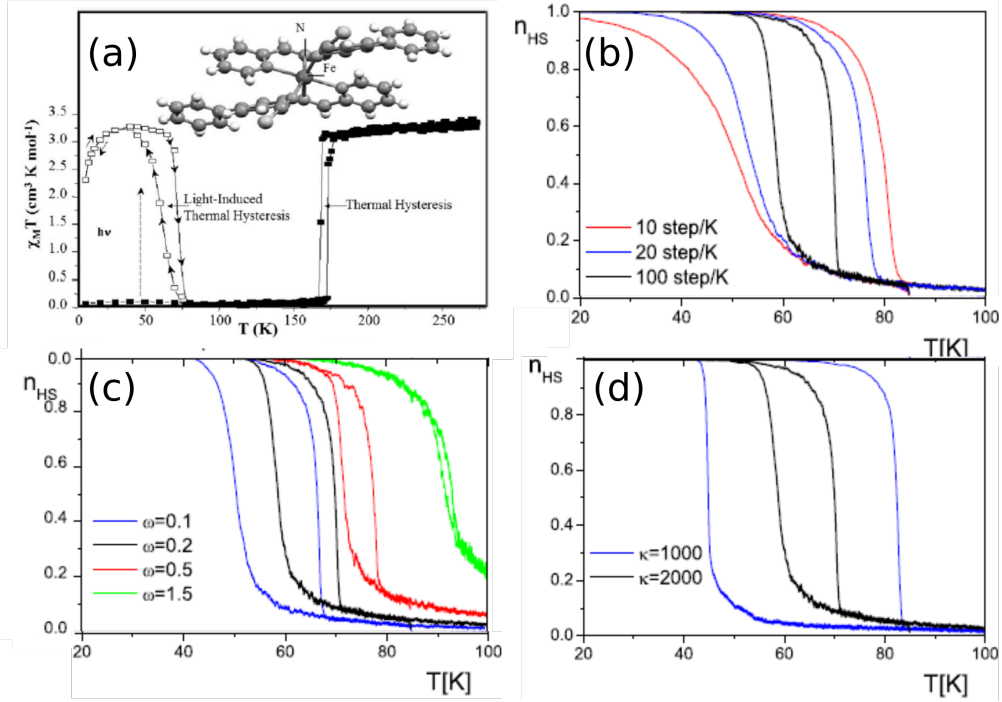 (a)
N
Fe
3.5
3.0
2.5
2.0
1.5
1.0
0.5
0.0
χMT (cm³ K mol⁻¹)
hν
Light-Induced
Thermal Hysteresis
Thermal Hysteresis
0 50 100 150 200 250
T (K)
(b)
nHS
1.0
0.8
0.6
0.4
0.2
0.0
10 step/K
20 step/K
100 step/K
20 40 60 80 100
T[K]
(c)
nHS
0.0
0.8
0.6
0.4
0.2
0.0
ω=0.1
ω=0.2
ω=0.5
ω=1.5
20 40 60 80 100
T[K]
(d)
nHS
1.0
0.8
0.6
0.4
0.2
0.0
κ=1000
κ=2000
20 40 60 80 100
T[K]